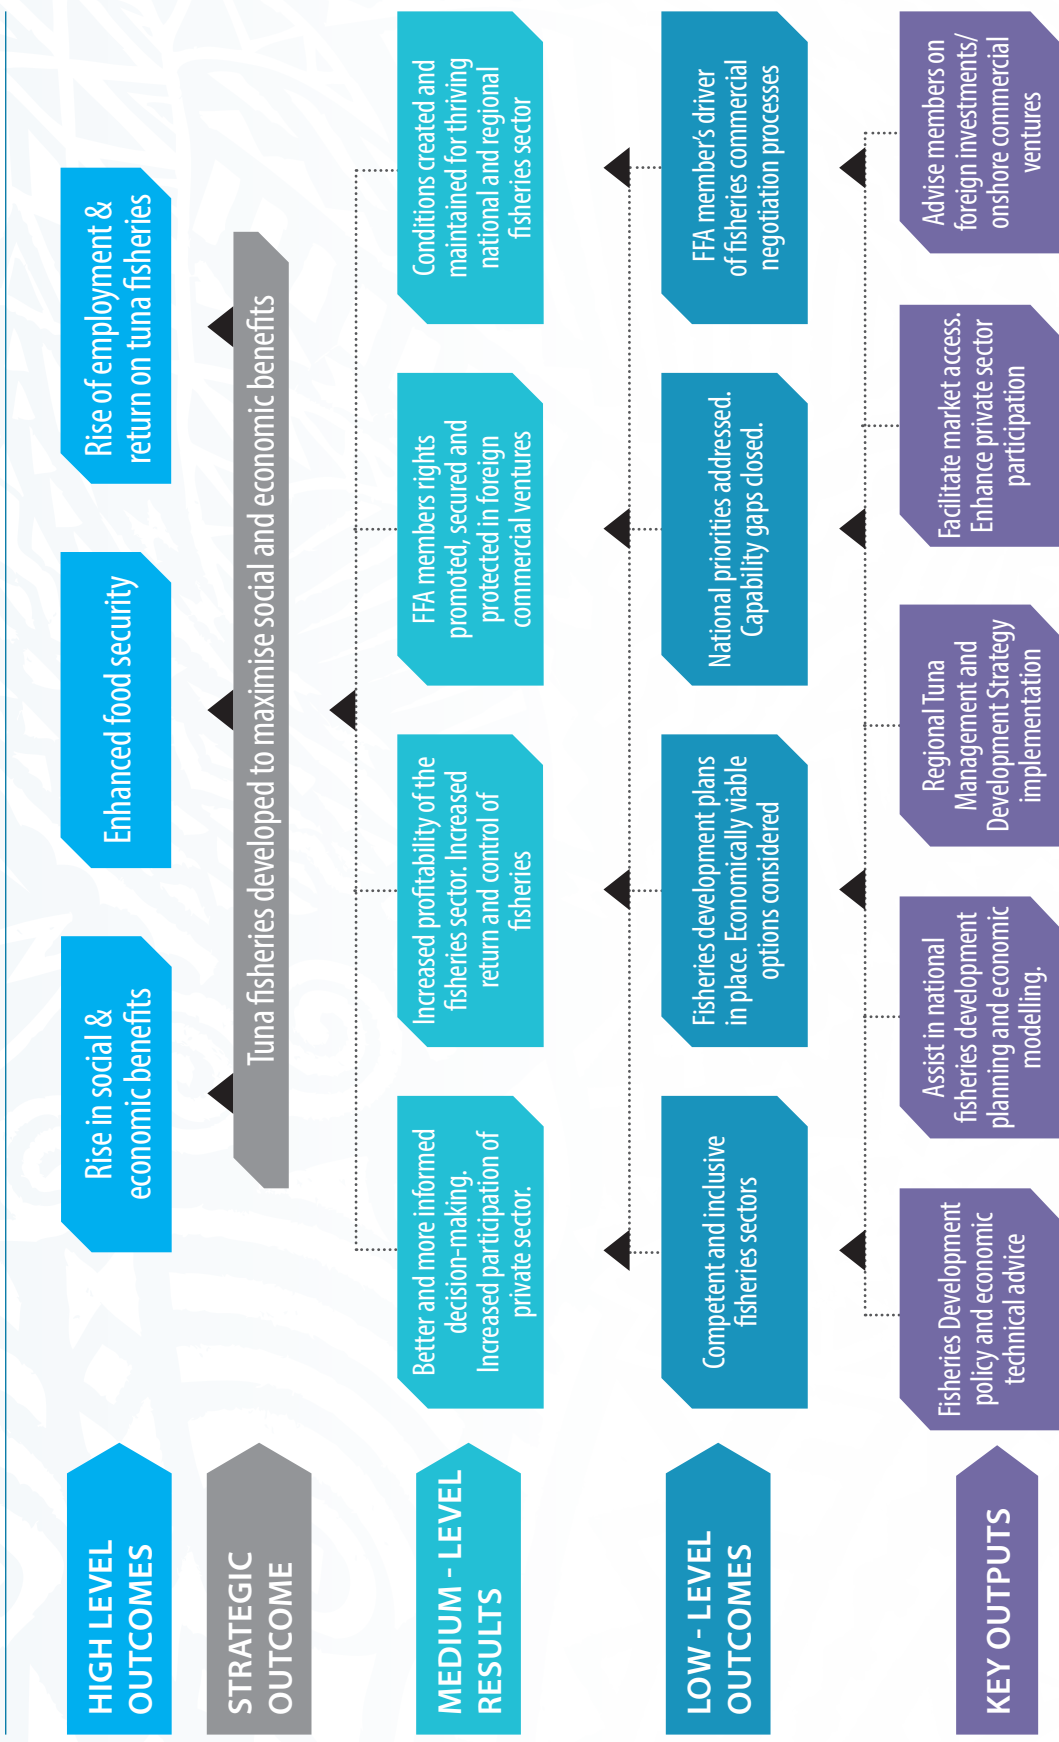 HIGH LEVEL
OUTCOMES
Rise in social &
economic benefits
Enhanced food security
Rise of employment &
return on tuna fisheries
STRATEGIC
OUTCOME
Tuna fisheries developed to maximise social and economic benefits
MEDIUM - LEVEL
RESULTS
Better and more informed
decision-making.
Increased participation of
private sector.
Increased profitability of the
fisheries sector. Increased
return and control of
fisheries
FFA members rights
promoted, secured and
protected in foreign
commercial ventures
Conditions created and
maintained for thriving
national and regional
fisheries sector
LOW - LEVEL
OUTCOMES
Competent and inclusive
fisheries sectors
Fisheries development plans
in place. Economically viable
options considered
National priorities addressed.
Capability gaps closed.
FFA member's driver
of fisheries commercial
negotiation processes
KEY OUTPUTS
Fisheries Development
policy and economic
technical advice
Assist in national
fisheries development
planning and economic
modelling.
Regional Tuna
Management and
Development Strategy
implementation
Facilitate market access.
Enhance private sector
participation
Advise members on
foreign investments/
onshore commercial
ventures